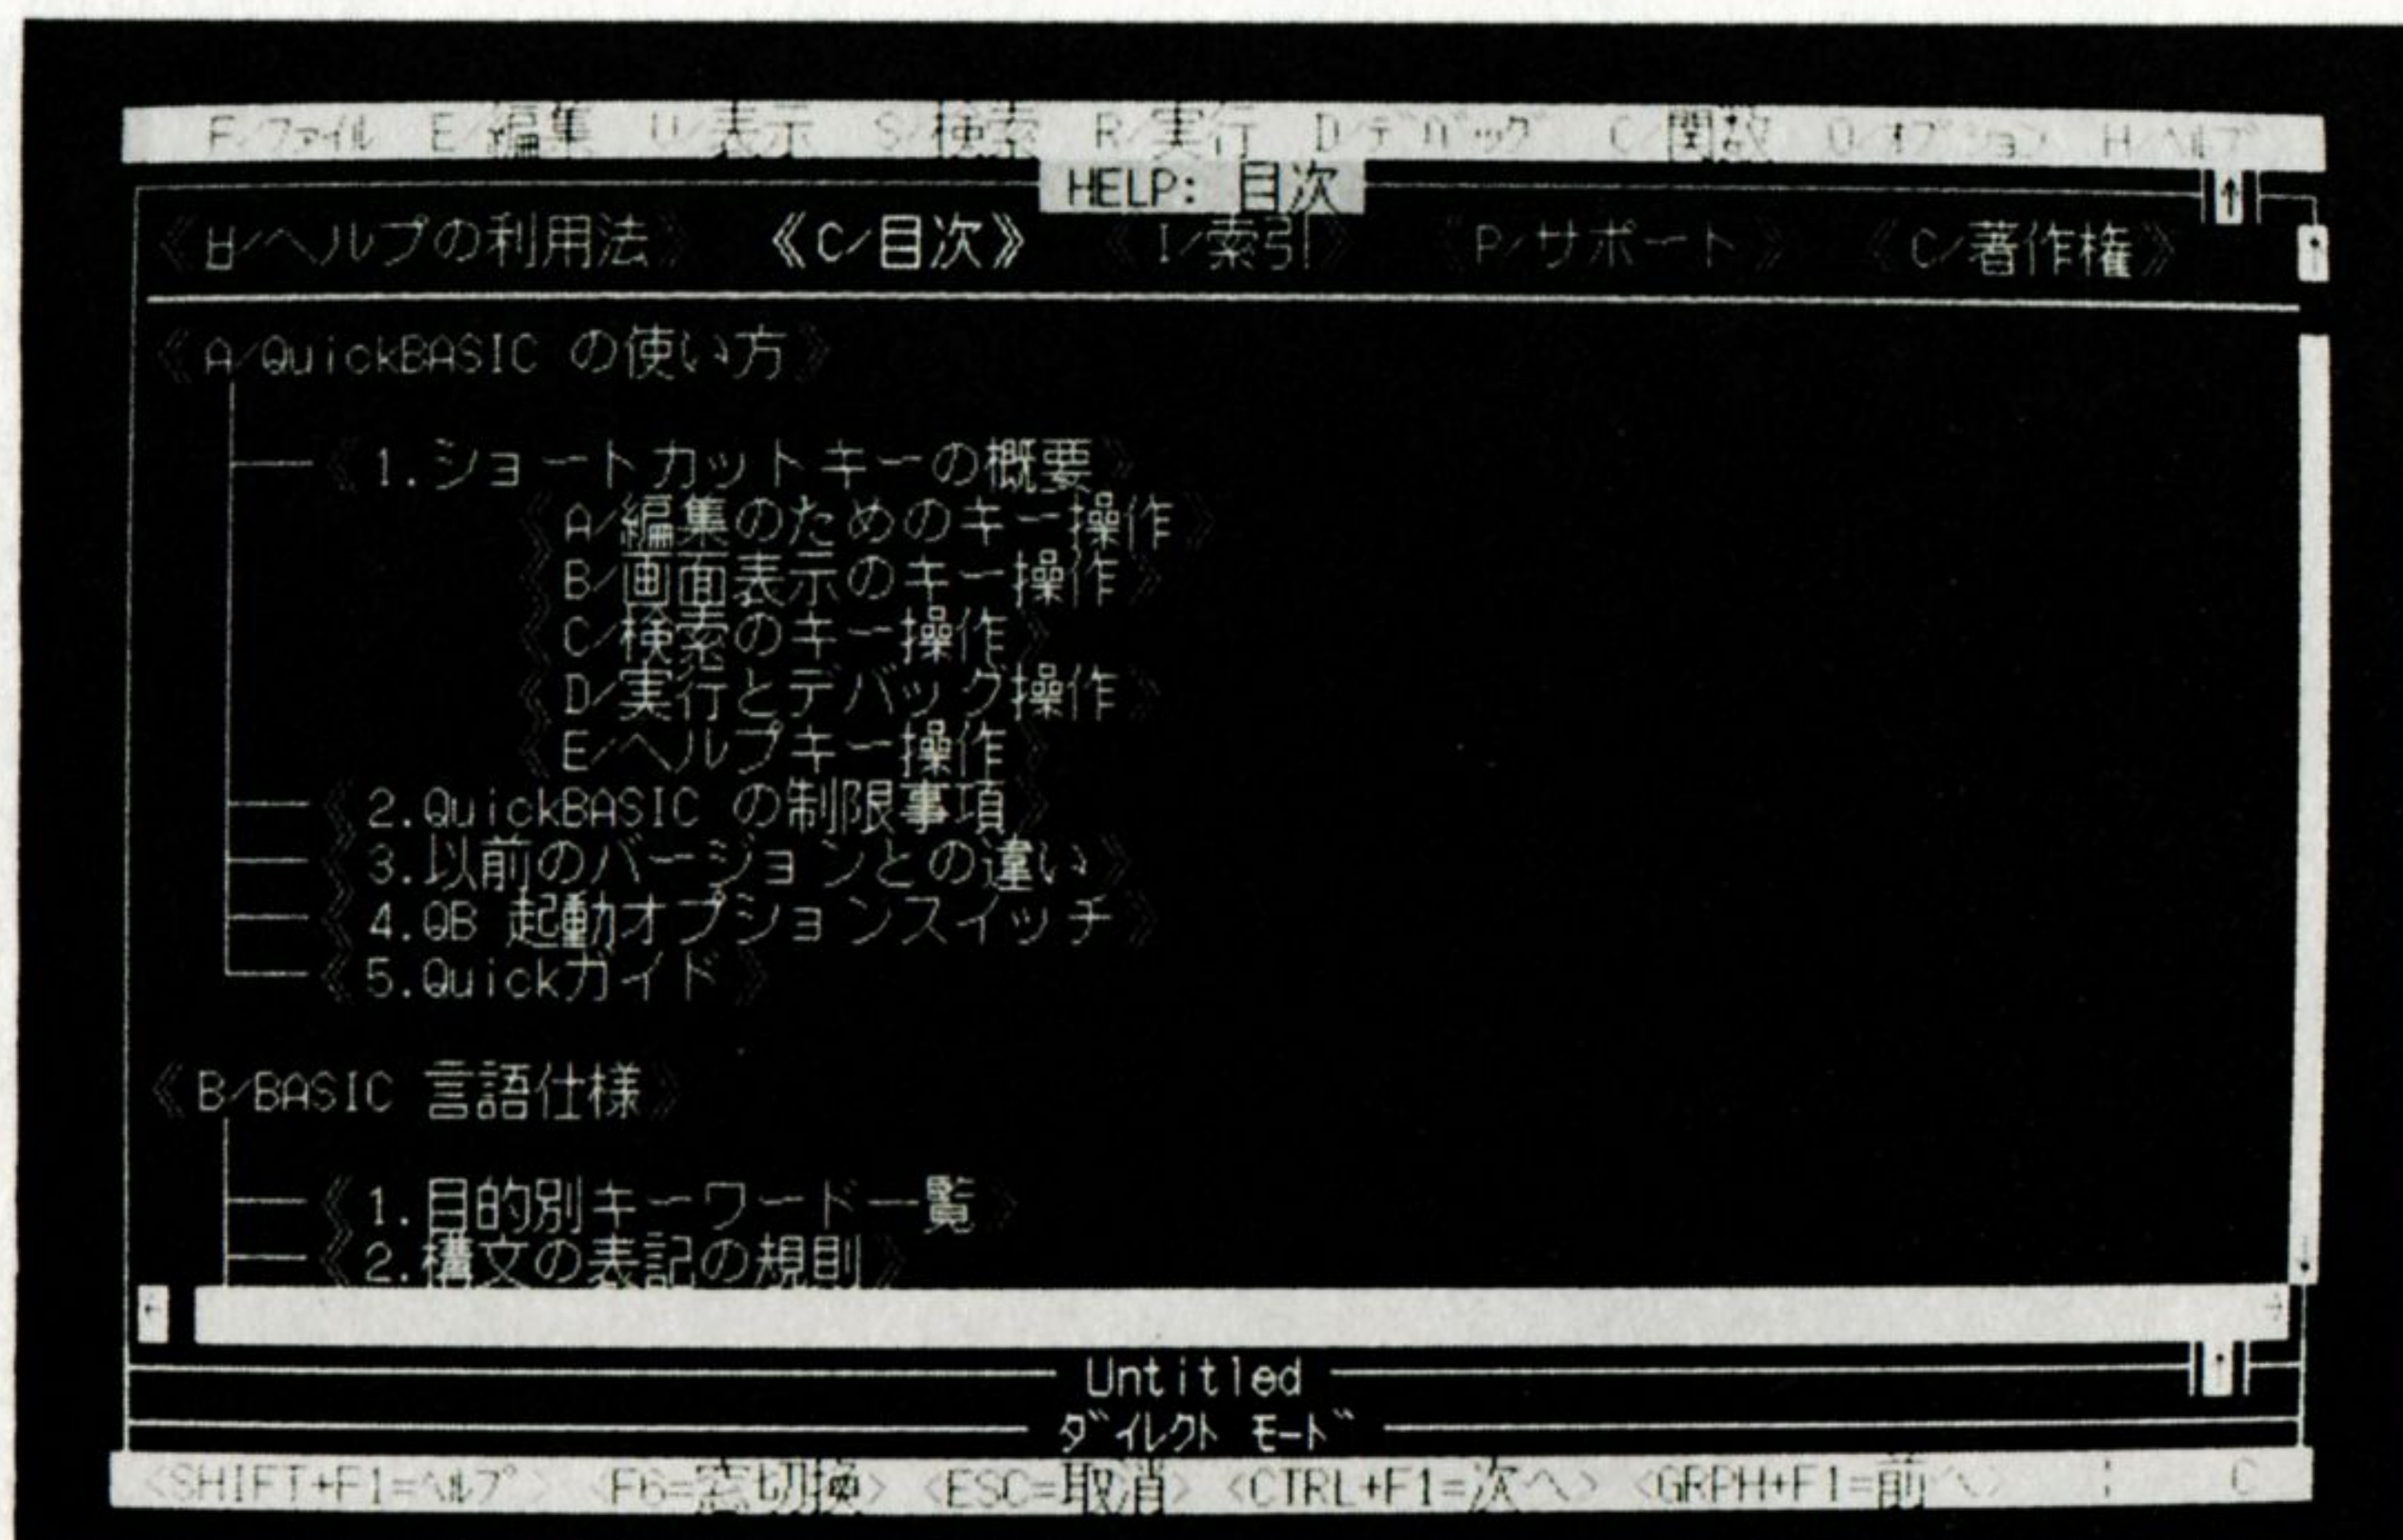 F/ファイル E/編集 U/表示 S/検索 R/実行 D/デバッグ C/関数 O/オプション H/ヘルプ
HELP: 目次
《H/ヘルプの利用法》 《C/目次》 《I/索引》 《P/サポート》 《C/著作権》
《A/QuickBASIC の使い方》
《1.ショートカットキーの概要》
《A/編集のためのキー操作》
《B/画面表示のキー操作》
《C/検索のキー操作》
《D/実行とデバッグ操作》
《E/ヘルプキー操作》
《2.QuickBASIC の制限事項》
《3.以前のバージョンとの違い》
《4.QB 起動オプションスイッチ》
《5.Quickガイド》
《B/BASIC 言語仕様》
《1.目的別キーワード一覧》
《2.構文の表記の規則》
Untitled
ダイレクト モード
<SHIFT+F1=ヘルプ> <F6=窓切換> <ESC=取消> <CTRL+F1=次へ> <GRPH+F1=前へ> : C